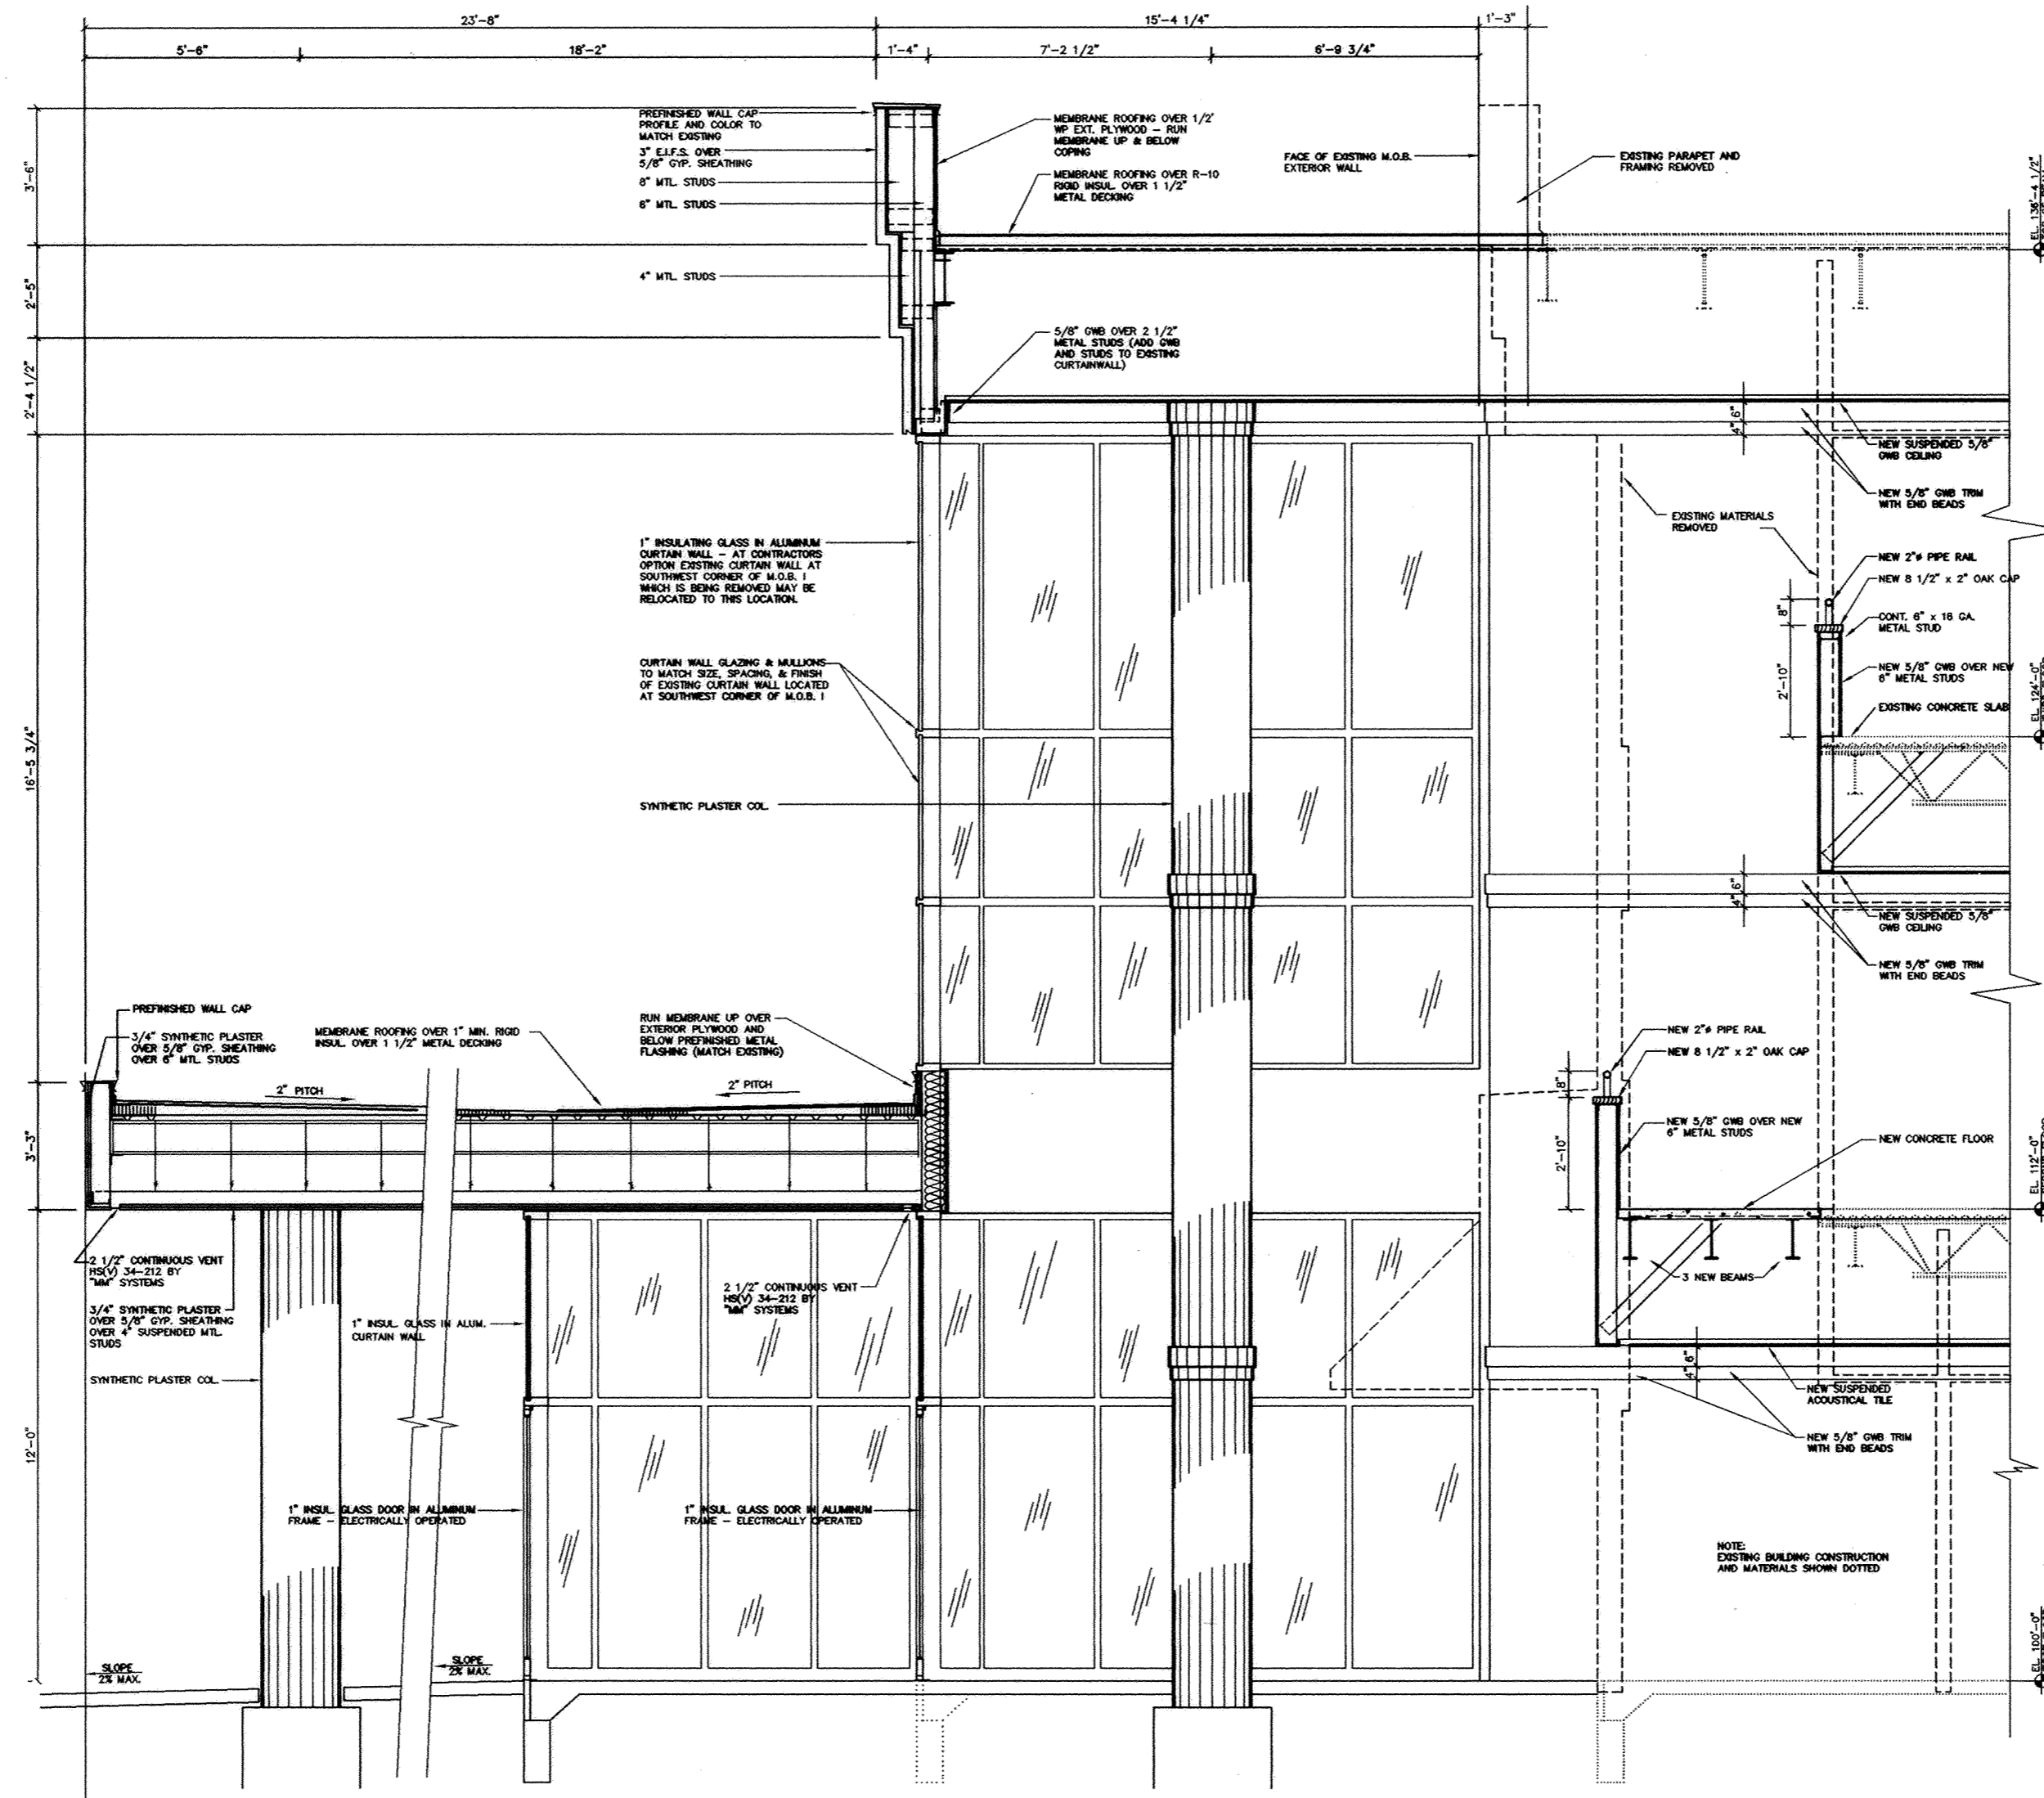 23'-8"
15'-4 1/4"
1'-3"
5'-6"
18'-2"
1'-4"
7'-2 1/2"
6'-9 3/4"
3'-6"
2'-5"
2'-4 1/2"
16'-5 3/4"
3'-3"
12'-0"
PREFINISHED WALL CAP
PROFILE AND COLOR TO
MATCH EXISTING
3" E.I.F.S. OVER
5/8" GYP. SHEATHING
8" MTL. STUDS
6" MTL. STUDS
4" MTL. STUDS
MEMBRANE ROOFING OVER 1/2'
WP EXT. PLYWOOD – RUN
MEMBRANE UP & BELOW
COPING
MEMBRANE ROOFING OVER R-10
RIGID INSUL. OVER 1 1/2"
METAL DECKING
FACE OF EXISTING M.O.B.
EXTERIOR WALL
EXISTING PARAPET AND
FRAMING REMOVED
EL. 136'-4 1/2"
5/8" GWB OVER 2 1/2"
METAL STUDS (ADD GWB
AND STUDS TO EXISTING
CURTAINWALL)
4" 6"
NEW SUSPENDED 5/8"
GWB CEILING
NEW 5/8" GWB TRIM
WITH END BEADS
EXISTING MATERIALS
REMOVED
1" INSULATING GLASS IN ALUMINUM
CURTAIN WALL – AT CONTRACTORS
OPTION EXISTING CURTAIN WALL AT
SOUTHWEST CORNER OF M.O.B. I
WHICH IS BEING REMOVED MAY BE
RELOCATED TO THIS LOCATION.
NEW 2"ø PIPE RAIL
NEW 8 1/2" x 2" OAK CAP
CONT. 6" x 16 GA.
METAL STUD
8"
2'-10"
NEW 5/8" GWB OVER NEW
6" METAL STUDS
EXISTING CONCRETE SLAB
EL. 124'-0"
CURTAIN WALL GLAZING & MULLIONS
TO MATCH SIZE, SPACING, & FINISH
OF EXISTING CURTAIN WALL LOCATED
AT SOUTHWEST CORNER OF M.O.B. I
SYNTHETIC PLASTER COL.
4" 6"
NEW SUSPENDED 5/8"
GWB CEILING
NEW 5/8" GWB TRIM
WITH END BEADS
PREFINISHED WALL CAP
3/4" SYNTHETIC PLASTER
OVER 5/8" GYP. SHEATHING
OVER 6" MTL. STUDS
MEMBRANE ROOFING OVER 1" MIN. RIGID
INSUL. OVER 1 1/2" METAL DECKING
RUN MEMBRANE UP OVER
EXTERIOR PLYWOOD AND
BELOW PREFINISHED METAL
FLASHING (MATCH EXISTING)
2" PITCH
2" PITCH
NEW 2"ø PIPE RAIL
NEW 8 1/2" x 2" OAK CAP
8"
2'-10"
NEW 5/8" GWB OVER NEW
6" METAL STUDS
NEW CONCRETE FLOOR
EL. 112'-0"
3 NEW BEAMS
2 1/2" CONTINUOUS VENT
HS(V) 34-212 BY
"MM" SYSTEMS
2 1/2" CONTINUOUS VENT
HS(V) 34-212 BY
"MM" SYSTEMS
3/4" SYNTHETIC PLASTER
OVER 5/8" GYP. SHEATHING
OVER 4" SUSPENDED MTL.
STUDS
1" INSUL. GLASS IN ALUM.
CURTAIN WALL
SYNTHETIC PLASTER COL.
4" 6"
NEW SUSPENDED
ACOUSTICAL TILE
NEW 5/8" GWB TRIM
WITH END BEADS
1" INSUL. GLASS DOOR IN ALUMINUM
FRAME – ELECTRICALLY OPERATED
1" INSUL. GLASS DOOR IN ALUMINUM
FRAME – ELECTRICALLY OPERATED
NOTE:
EXISTING BUILDING CONSTRUCTION
AND MATERIALS SHOWN DOTTED
SLOPE
2% MAX.
SLOPE
2% MAX.
EL. 100'-0"